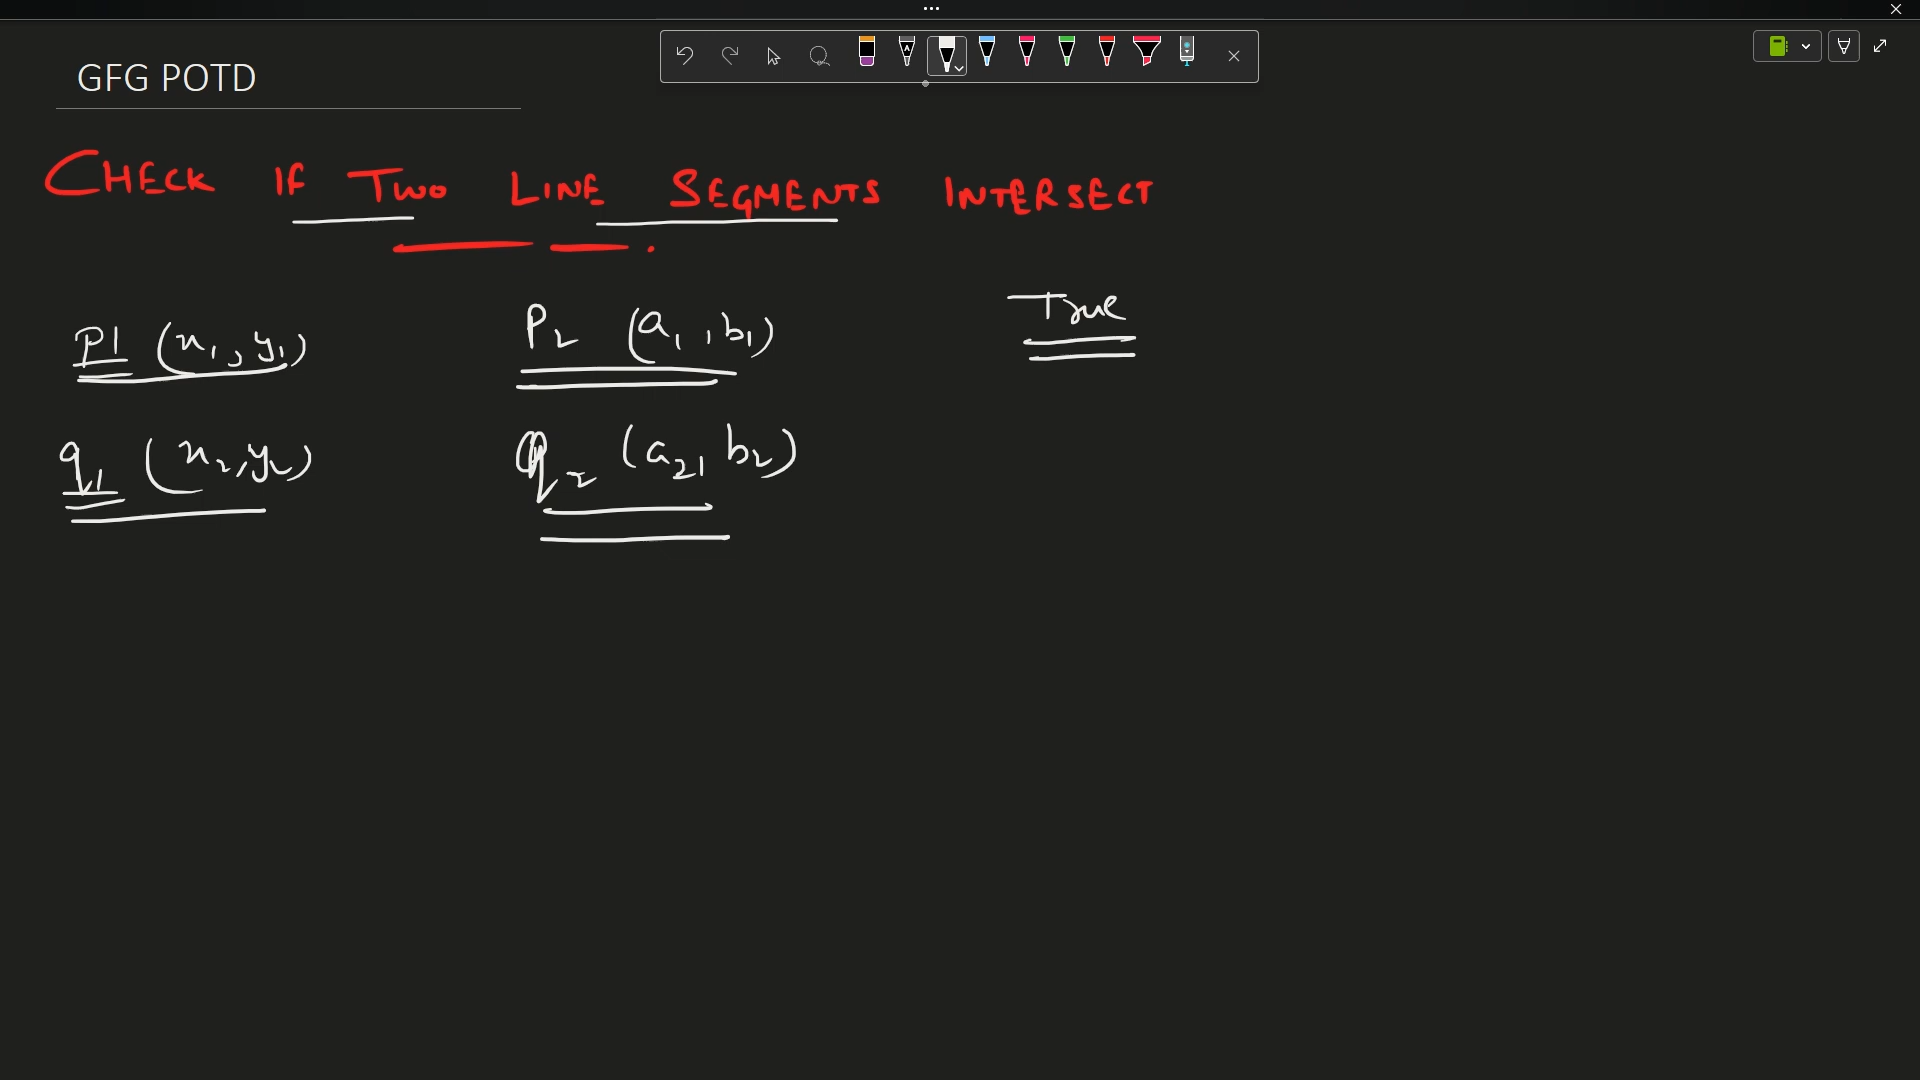 GFG POTD
CHECK IF TWO LINE SEGMENTS INTERSECT
P1 (x₁, y₁) P₂ (a₁, b₁) True
q₁ (x₂, y₂) q₂ (a₂, b₂)